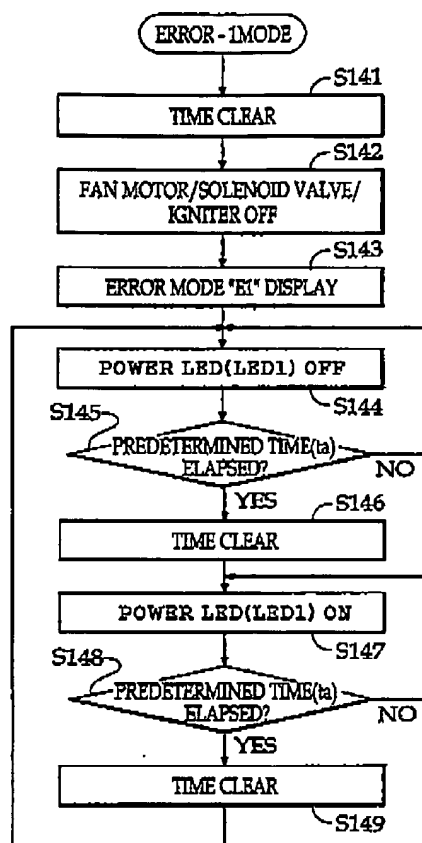 ERROR - 1MODE
S141
TIME CLEAR
S142
FAN MOTOR/SOLENOID VALVE/
IGNITER OFF
S143
ERROR MODE "E1" DISPLAY
POWER LED(LED1) OFF
S144
S145
PREDETERMINED TIME(ta)
ELAPSED?
NO
YES
S146
TIME CLEAR
POWER LED(LED1) ON
S147
S148
PREDETERMINED TIME(ta)
ELAPSED?
NO
YES
TIME CLEAR
S149